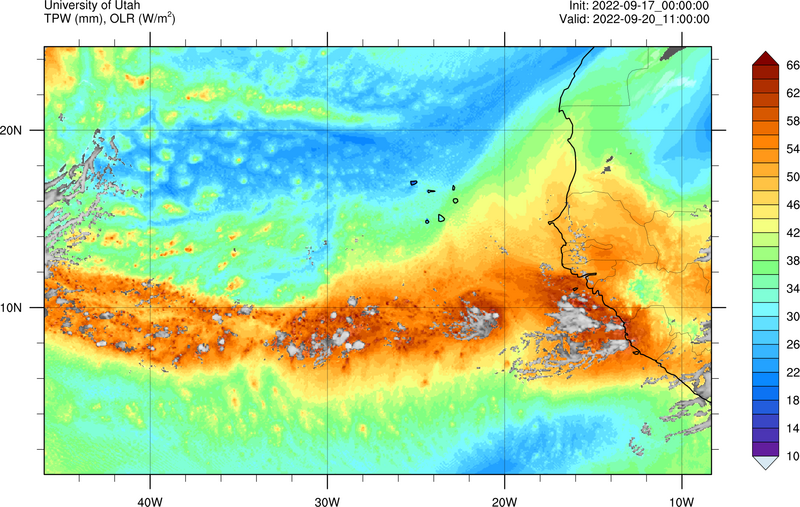 University of Utah
TPW (mm), OLR (W/m²)
Init: 2022-09-17_00:00:00
Valid: 2022-09-20_11:00:00
20N
10N
40W
30W
20W
10W
66
62
58
54
50
46
42
38
34
30
26
22
18
14
10